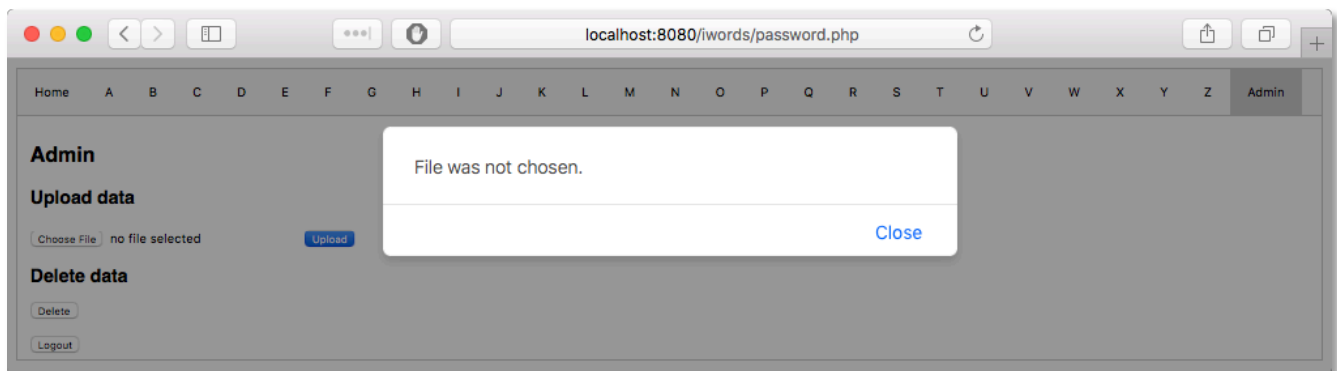 localhost:8080/iwords/password.php
Home A B C D E F G H I J K L M N O P Q R S T U V W X Y Z Admin
File was not chosen.
Close
Admin
Upload data
Choose File no file selected Upload
Delete data
Delete
Logout